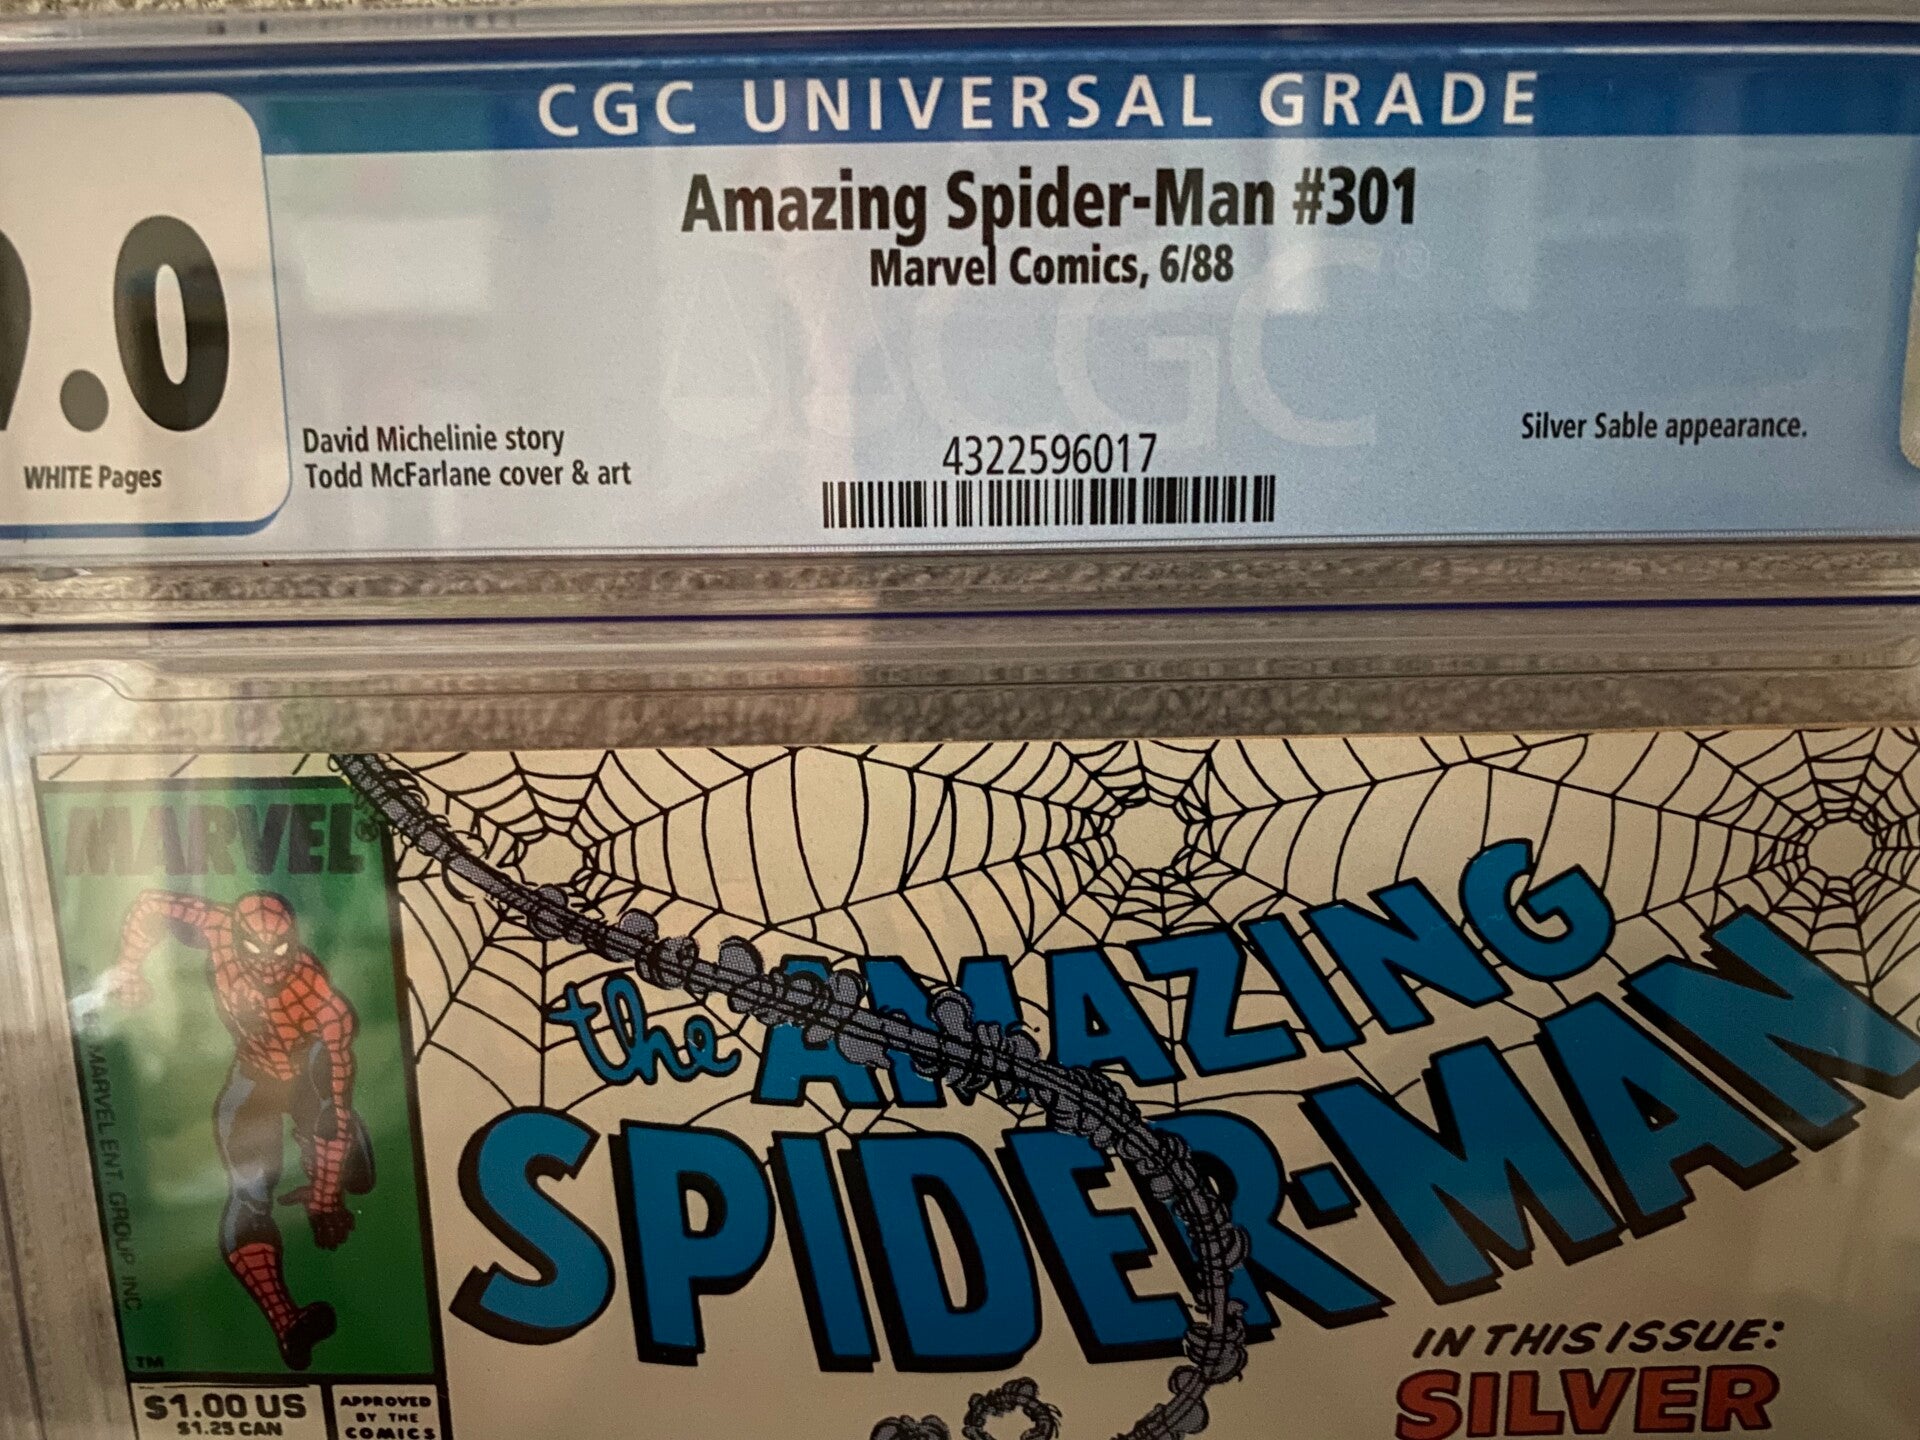 CGC UNIVERSAL GRADE
Amazing Spider-Man #301
Marvel Comics, 6/88
9.0
WHITE Pages
David Michelinie story
Todd McFarlane cover & art
4322596017
Silver Sable appearance.
CGC
MARVEL®
MARVEL ENT. GROUP, INC.
TM
$1.00 US
$1.25 CAN
APPROVED
BY THE
COMICS
the AMAZING
SPIDER-MAN
IN THIS ISSUE:
SILVER